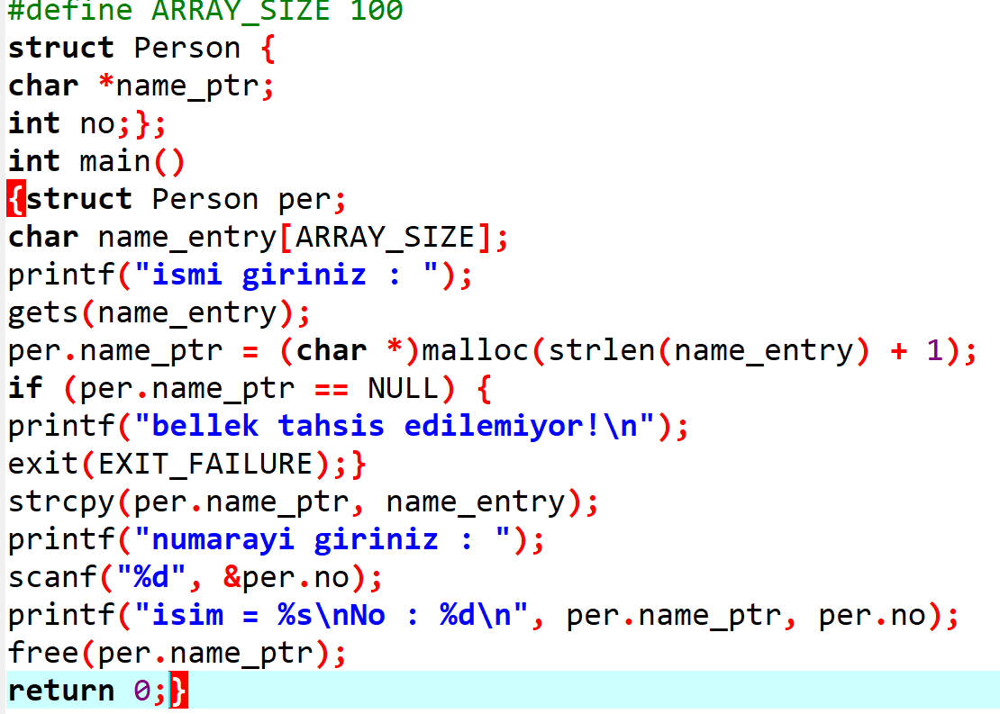 #define ARRAY_SIZE 100
struct Person {
char *name_ptr;
int no;};
int main()
{struct Person per;
char name_entry[ARRAY_SIZE];
printf("ismi giriniz : ");
gets(name_entry);
per.name_ptr = (char *)malloc(strlen(name_entry) + 1);
if (per.name_ptr == NULL) {
printf("bellek tahsis edilemiyor!\n");
exit(EXIT_FAILURE);}
strcpy(per.name_ptr, name_entry);
printf("numarayi giriniz : ");
scanf("%d", &per.no);
printf("isim = %s\nNo : %d\n", per.name_ptr, per.no);
free(per.name_ptr);
return 0;}